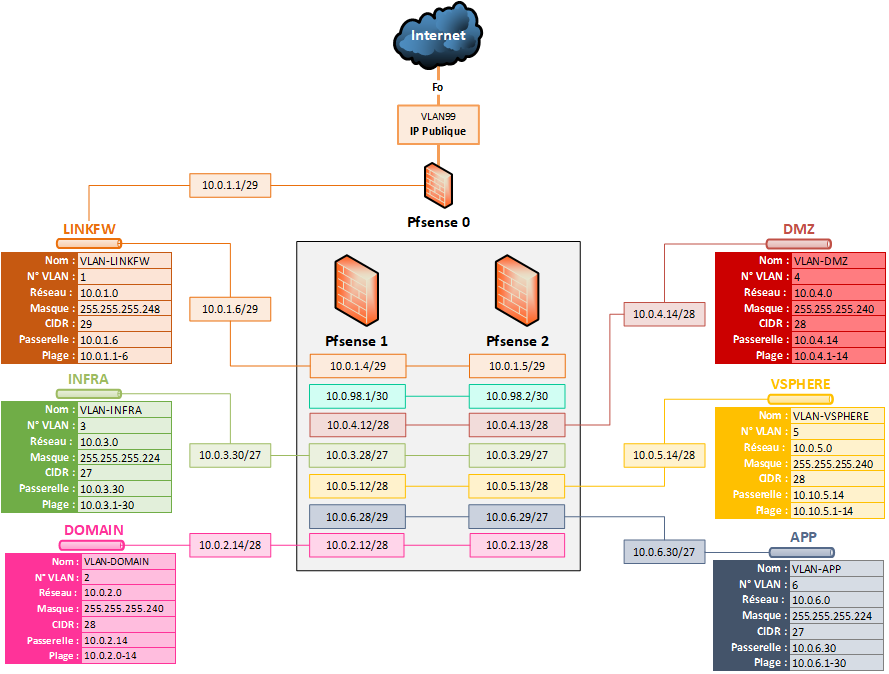 Internet
Fo
VLAN99
IP Publique
10.0.1.1/29
Pfsense 0
LINKFW
Nom : VLAN-LINKFW
N° VLAN : 1
Réseau : 10.0.1.0
Masque : 255.255.255.248
CIDR : 29
Passerelle : 10.0.1.6
Plage : 10.0.1.1-6
10.0.1.6/29
INFRA
Nom : VLAN-INFRA
N° VLAN : 3
Réseau : 10.0.3.0
Masque : 255.255.255.224
CIDR : 27
Passerelle : 10.0.3.30
Plage : 10.0.3.1-30
10.0.3.30/27
DOMAIN
Nom : VLAN-DOMAIN
N° VLAN : 2
Réseau : 10.0.2.0
Masque : 255.255.255.240
CIDR : 28
Passerelle : 10.0.2.14
Plage : 10.0.2.0-14
10.0.2.14/28
Pfsense 1
Pfsense 2
10.0.1.4/29
10.0.1.5/29
10.0.98.1/30
10.0.98.2/30
10.0.4.12/28
10.0.4.13/28
10.0.3.28/27
10.0.3.29/27
10.0.5.12/28
10.0.5.13/28
10.0.6.28/29
10.0.6.29/27
10.0.2.12/28
10.0.2.13/28
DMZ
Nom : VLAN-DMZ
N° VLAN : 4
Réseau : 10.0.4.0
Masque : 255.255.255.240
CIDR : 28
Passerelle : 10.0.4.14
Plage : 10.0.4.1-14
10.0.4.14/28
VSPHERE
Nom : VLAN-VSPHERE
N° VLAN : 5
Réseau : 10.0.5.0
Masque : 255.255.255.240
CIDR : 28
Passerelle : 10.10.5.14
Plage : 10.10.5.1-14
10.0.5.14/28
APP
Nom : VLAN-APP
N° VLAN : 6
Réseau : 10.0.6.0
Masque : 255.255.255.224
CIDR : 27
Passerelle : 10.0.6.30
Plage : 10.0.6.1-30
10.0.6.30/27